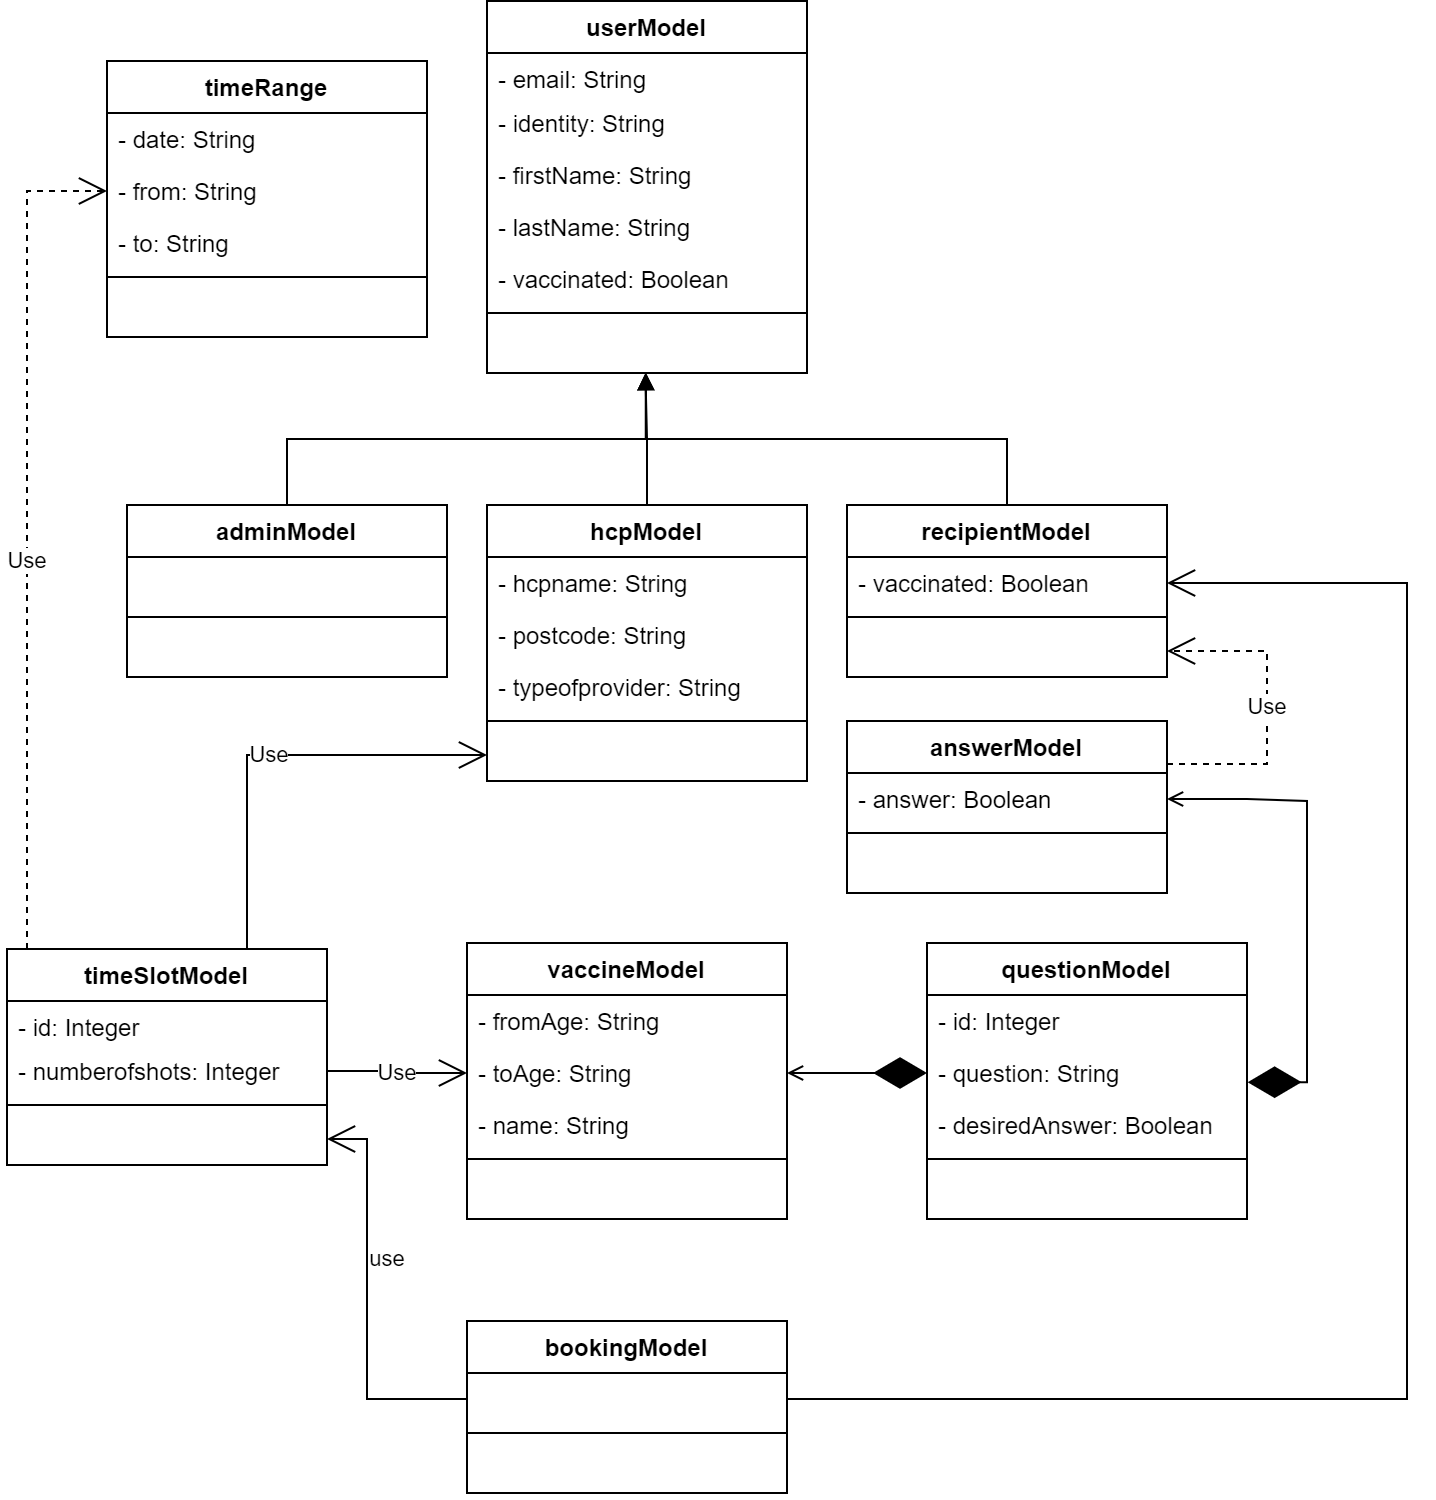 userModel
- email: String
- identity: String
- firstName: String
- lastName: String
- vaccinated: Boolean
timeRange
- date: String
- from: String
- to: String
Use
adminModel
hcpModel
- hcpname: String
- postcode: String
- typeofprovider: String
recipientModel
- vaccinated: Boolean
Use
Use
answerModel
- answer: Boolean
timeSlotModel
- id: Integer
- numberofshots: Integer
Use
vaccineModel
- fromAge: String
- toAge: String
- name: String
questionModel
- id: Integer
- question: String
- desiredAnswer: Boolean
use
bookingModel